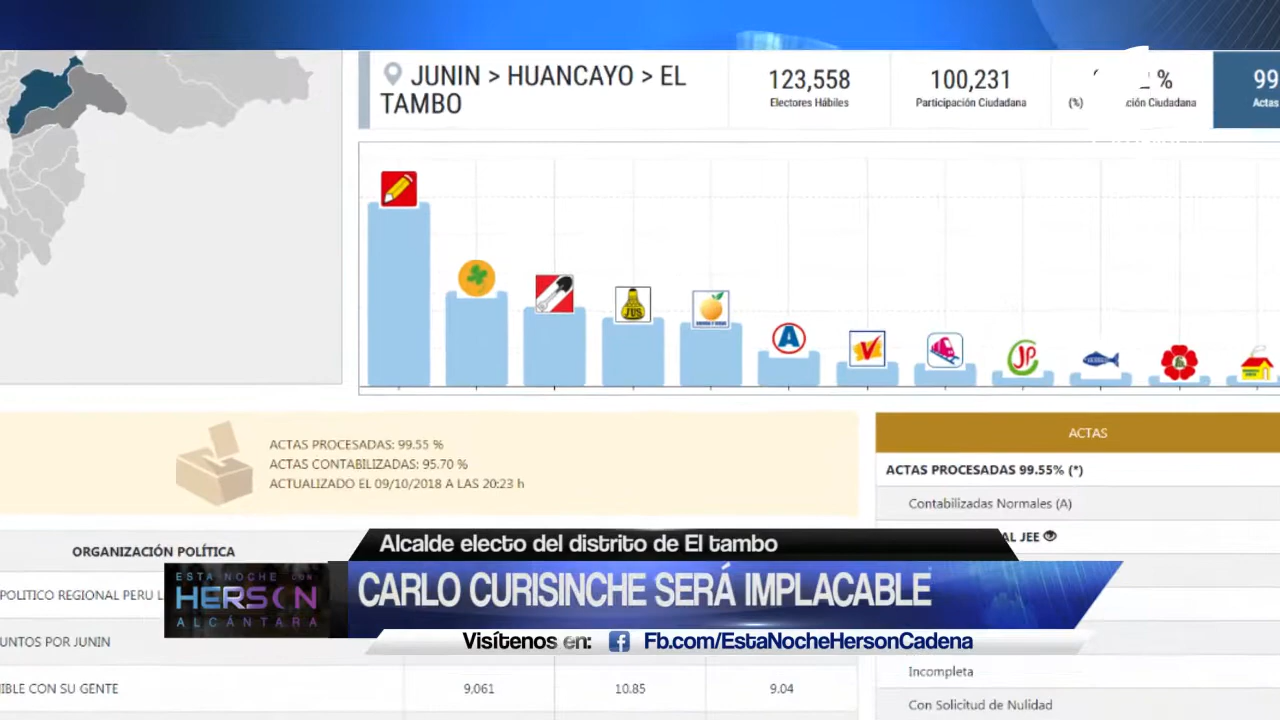 JUNIN > HUANCAYO > EL
TAMBO
123,558
Electores Hábiles
100,231
Participación Ciudadana
%
(%)
ción Ciudadana
99
Actas
JUS
A
JP
ACTAS PROCESADAS: 99.55 %
ACTAS CONTABILIZADAS: 95.70 %
ACTUALIZADO EL 09/10/2018 A LAS 20:23 h
ACTAS
ACTAS PROCESADAS 99.55% (*)
Contabilizadas Normales (A)
AL JEE
Incompleta
Con Solicitud de Nulidad
ORGANIZACIÓN POLÍTICA
POLITICO REGIONAL PERU L
UNTOS POR JUNIN
IBLE CON SU GENTE
9,061
10.85
9.04
Alcalde electo del distrito de El tambo
CARLO CURISINCHE SERÁ IMPLACABLE
ESTA NOCHE CON
HERSON
ALCÁNTARA
Visítenos en: Fb.com/EstaNocheHersonCadena